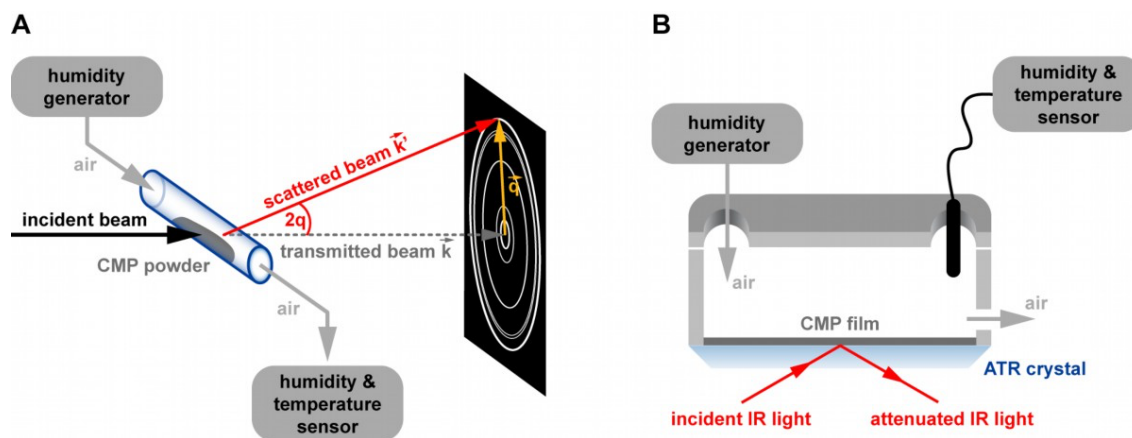 A
humidity
generator
air
incident beam
CMP powder
scattered beam k⃗’
2q
transmitted beam k⃗
q⃗
air
humidity &
temperature
sensor
B
humidity
generator
humidity &
temperature
sensor
air
air
CMP film
ATR crystal
incident IR light
attenuated IR light